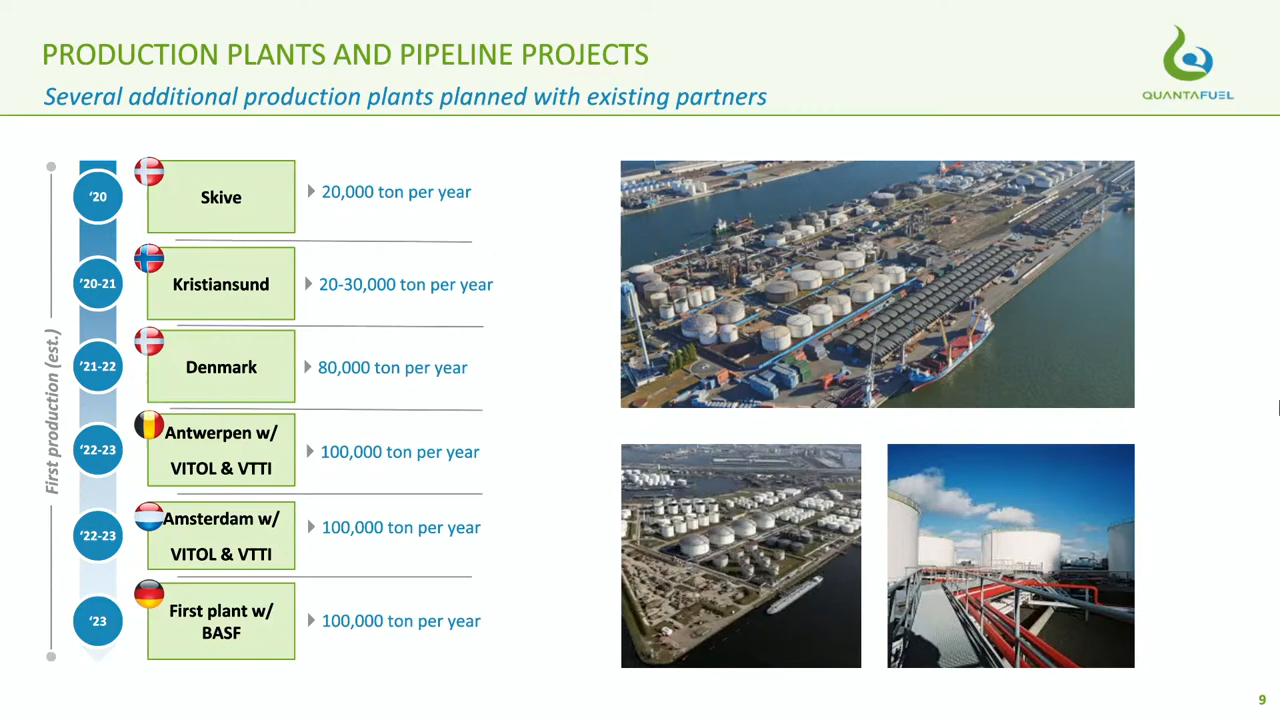 PRODUCTION PLANTS AND PIPELINE PROJECTS
Several additional production plants planned with existing partners
QUANTAFUEL
First production (est.)
‘20
Skive
20,000 ton per year
’20-21
Kristiansund
20-30,000 ton per year
’21-22
Denmark
80,000 ton per year
‘22-23
Antwerpen w/
VITOL & VTTI
100,000 ton per year
‘22-23
Amsterdam w/
VITOL & VTTI
100,000 ton per year
‘23
First plant w/
BASF
100,000 ton per year
9